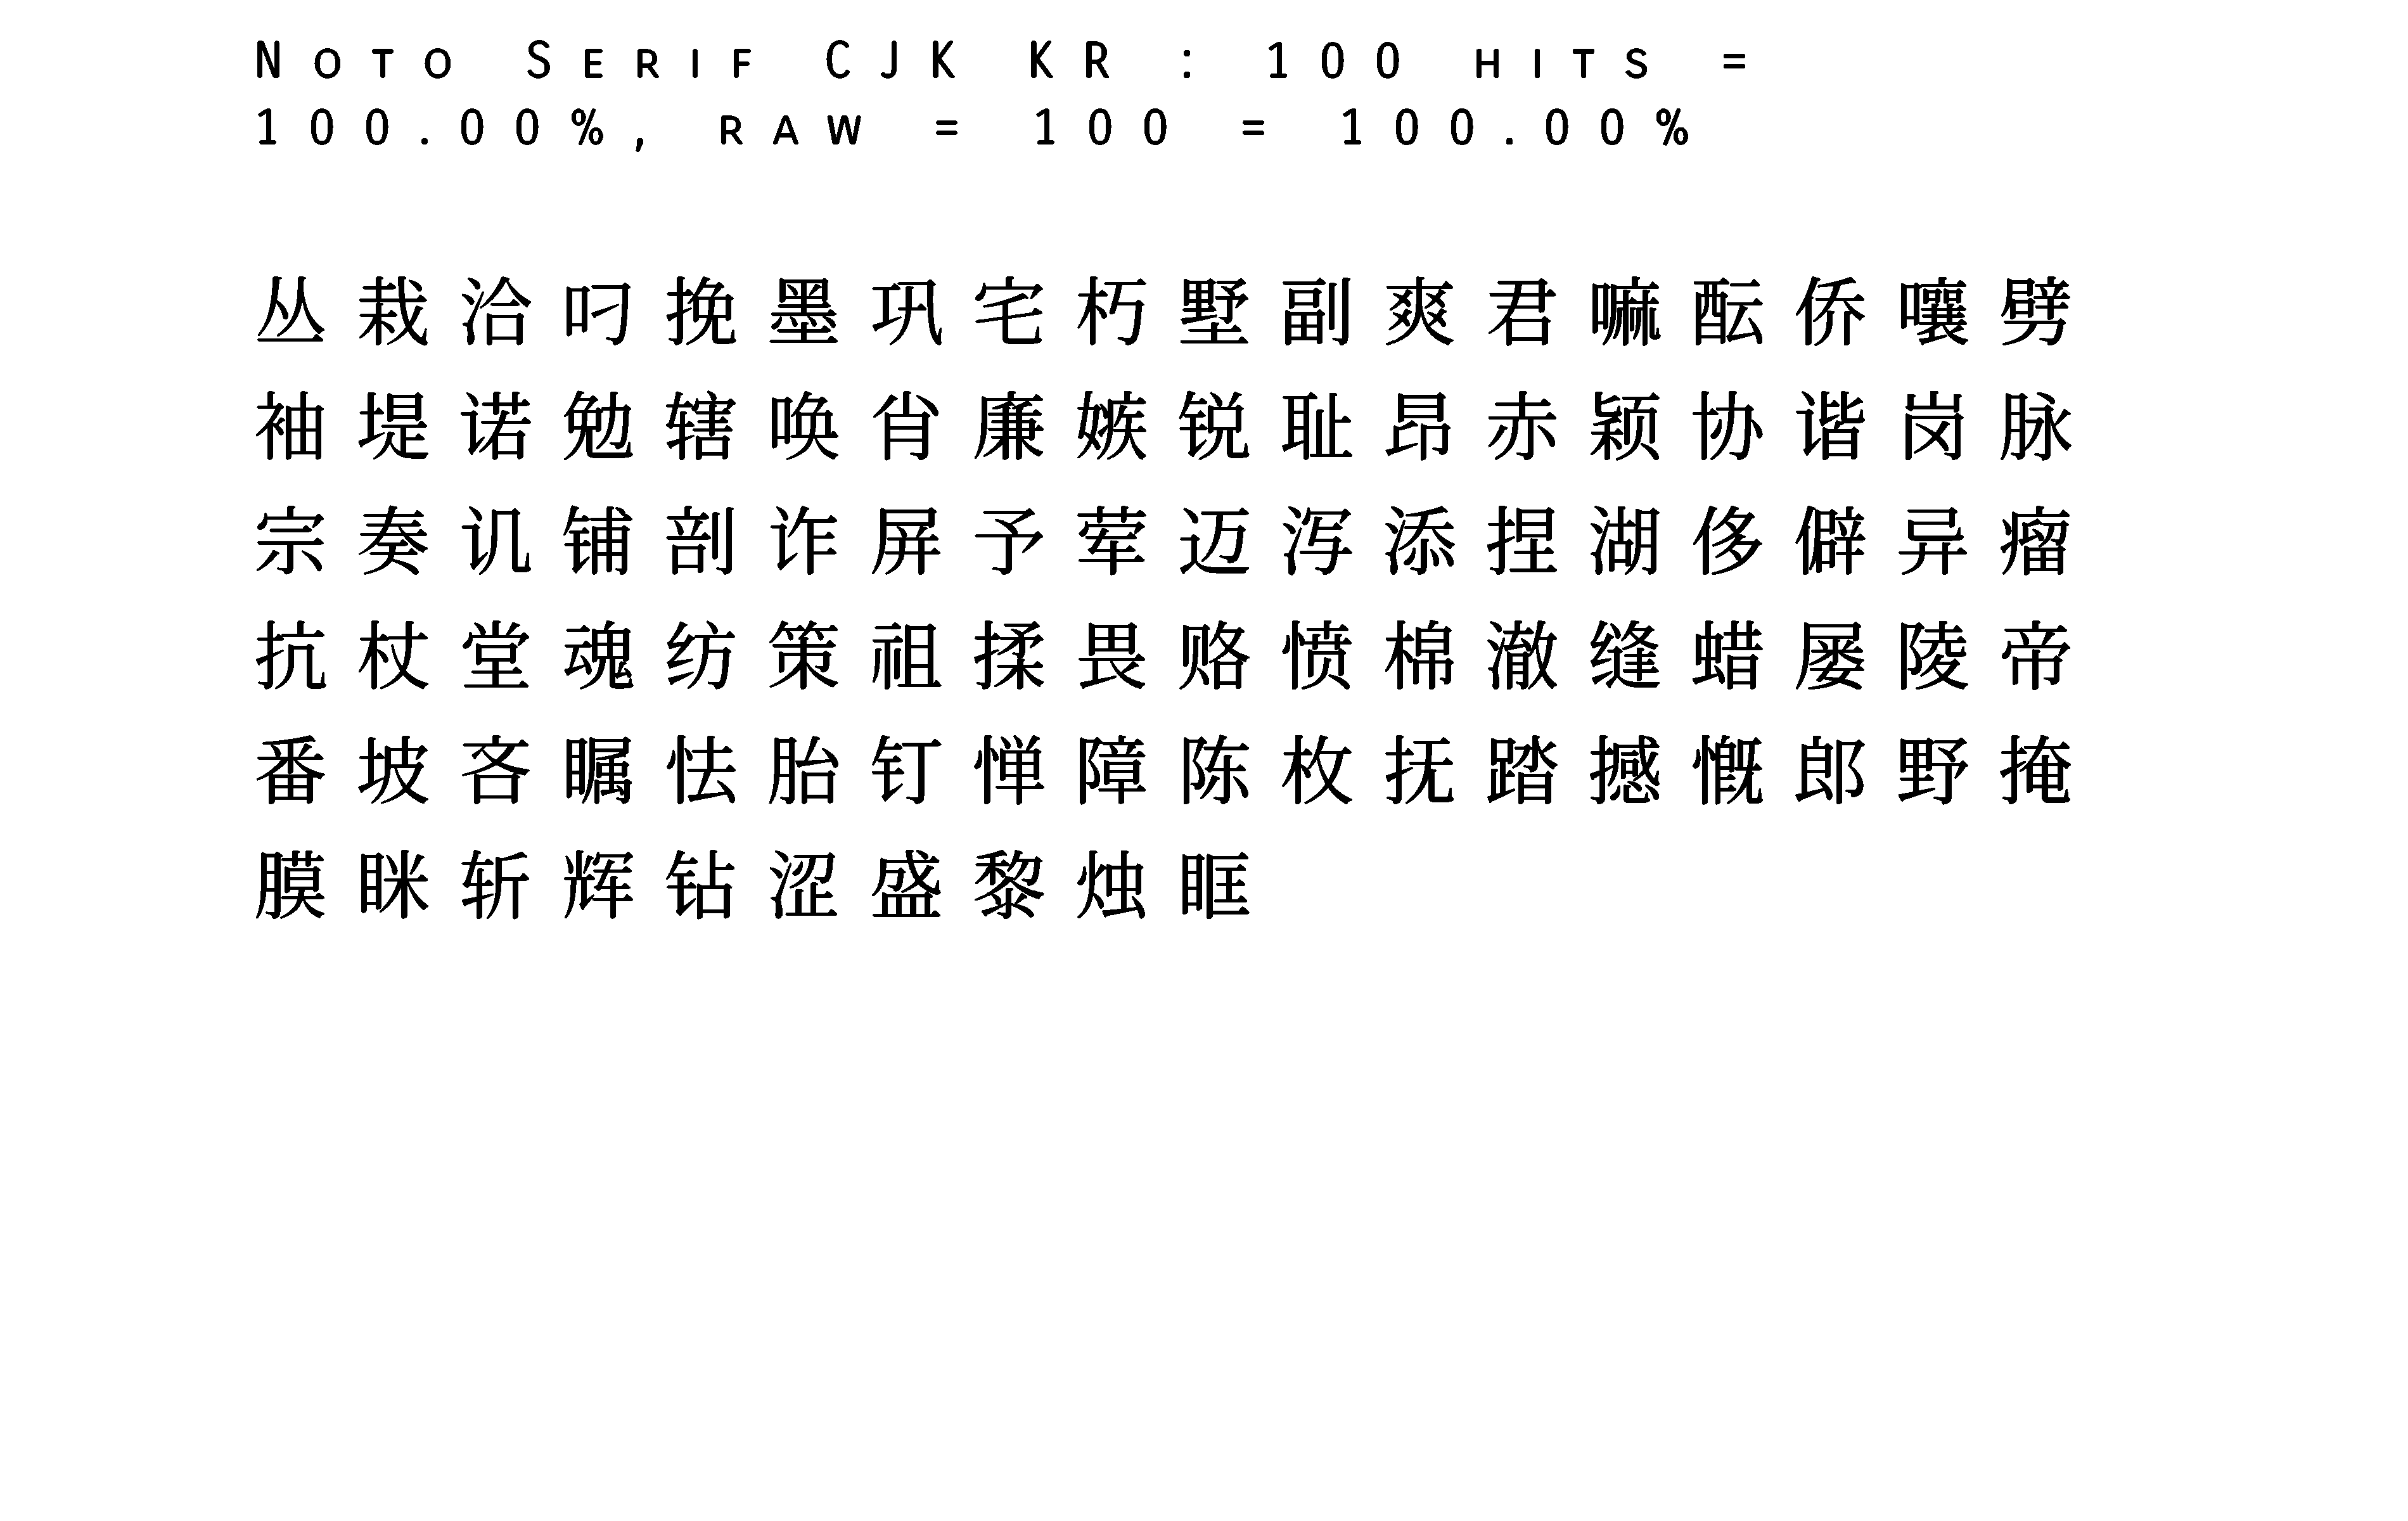 Noto Serif CJK KR : 100 hits =
100.00%, raw = 100 = 100.00%
丛栽洽叼挽墨巩宅朽墅副爽君嘛酝侨嚷劈
袖堤诺勉辖唤肖廉嫉锐耻昂赤颖协谐岗脉
宗奏讥铺剖诈屏予荤迈泻添捏湖侈僻异瘤
抗杖堂魂纺策祖揉畏赂愤棉澈缝蜡屡陵帝
番坡吝瞩怯胎钉惮障陈枚抚踏撼慨郎野掩
膜眯斩辉钻涩盛黎烛眶